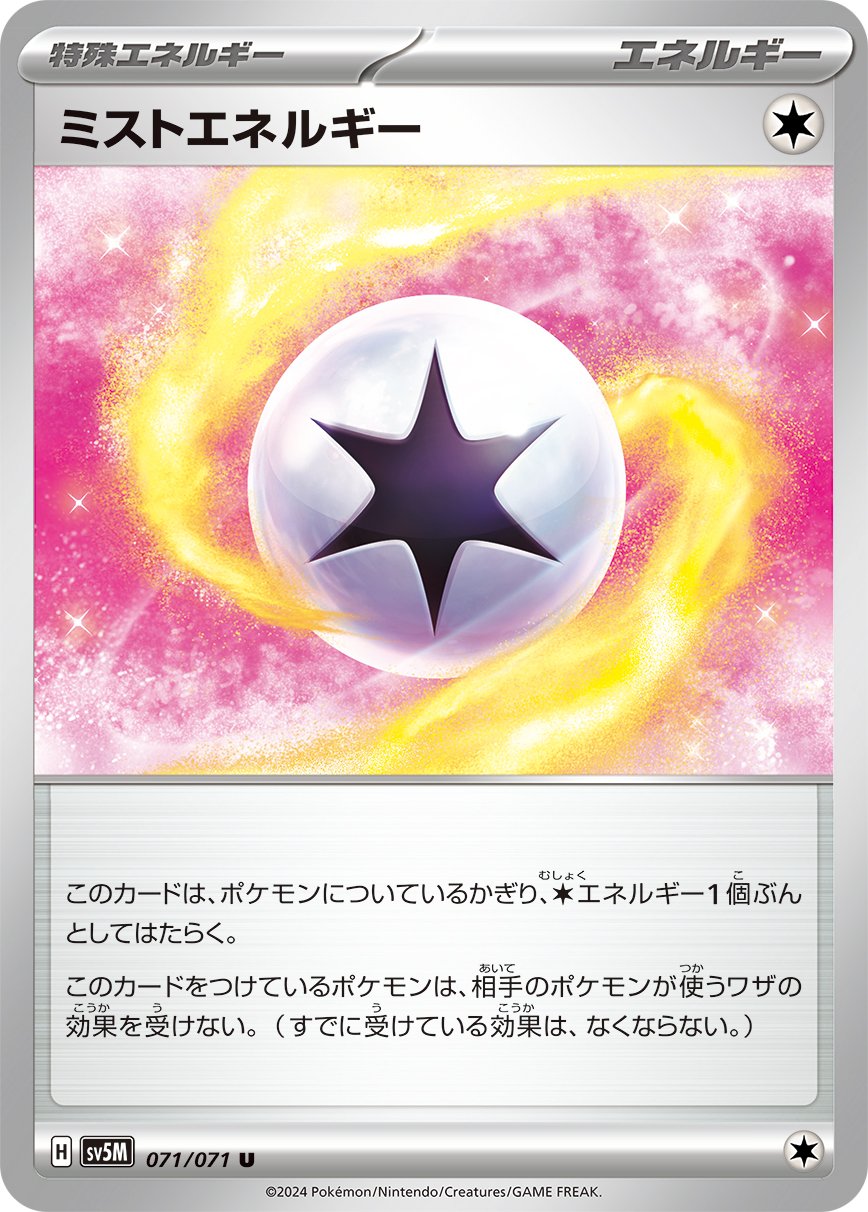 特殊エネルギー エネルギー
ミストエネルギー
このカードは、ポケモンについているかぎり、エネルギー1個ぶん
としてはたらく。
このカードをつけているポケモンは、相手のポケモンが使うワザの
効果を受けない。（すでに受けている効果は、なくならない。）
H SV5M 071/071 U
©2024 Pokémon/Nintendo/Creatures/GAME FREAK.